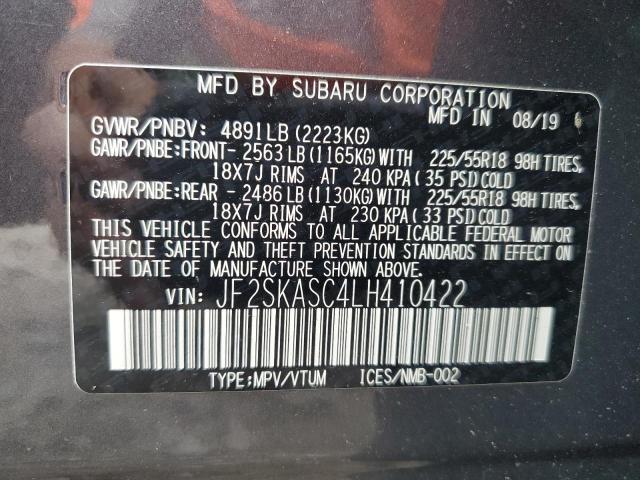 MFD BY SUBARU CORPORATION
MFD IN 08/19
GVWR/PNBV: 4891LB(2223KG)
GAWR/PNBE:FRONT- 2563LB(1165KG)WITH 225/55R18 98H TIRES,
18X7J RIMS AT 240 KPA(35 PSI)COLD
GAWR/PNBE:REAR - 2486LB(1130KG)WITH 225/55R18 98H TIRES,
18X7J RIMS AT 230 KPA(33 PSI)COLD
THIS VEHICLE CONFORMS TO ALL APPLICABLE FEDERAL MOTOR
VEHICLE SAFETY AND THEFT PREVENTION STANDARDS IN EFFECT ON
THE DATE OF MANUFACTURE SHOWN ABOVE.
VIN: JF2SKASC4LH410422
TYPE:MPV/VTUM ICES/NMB-002